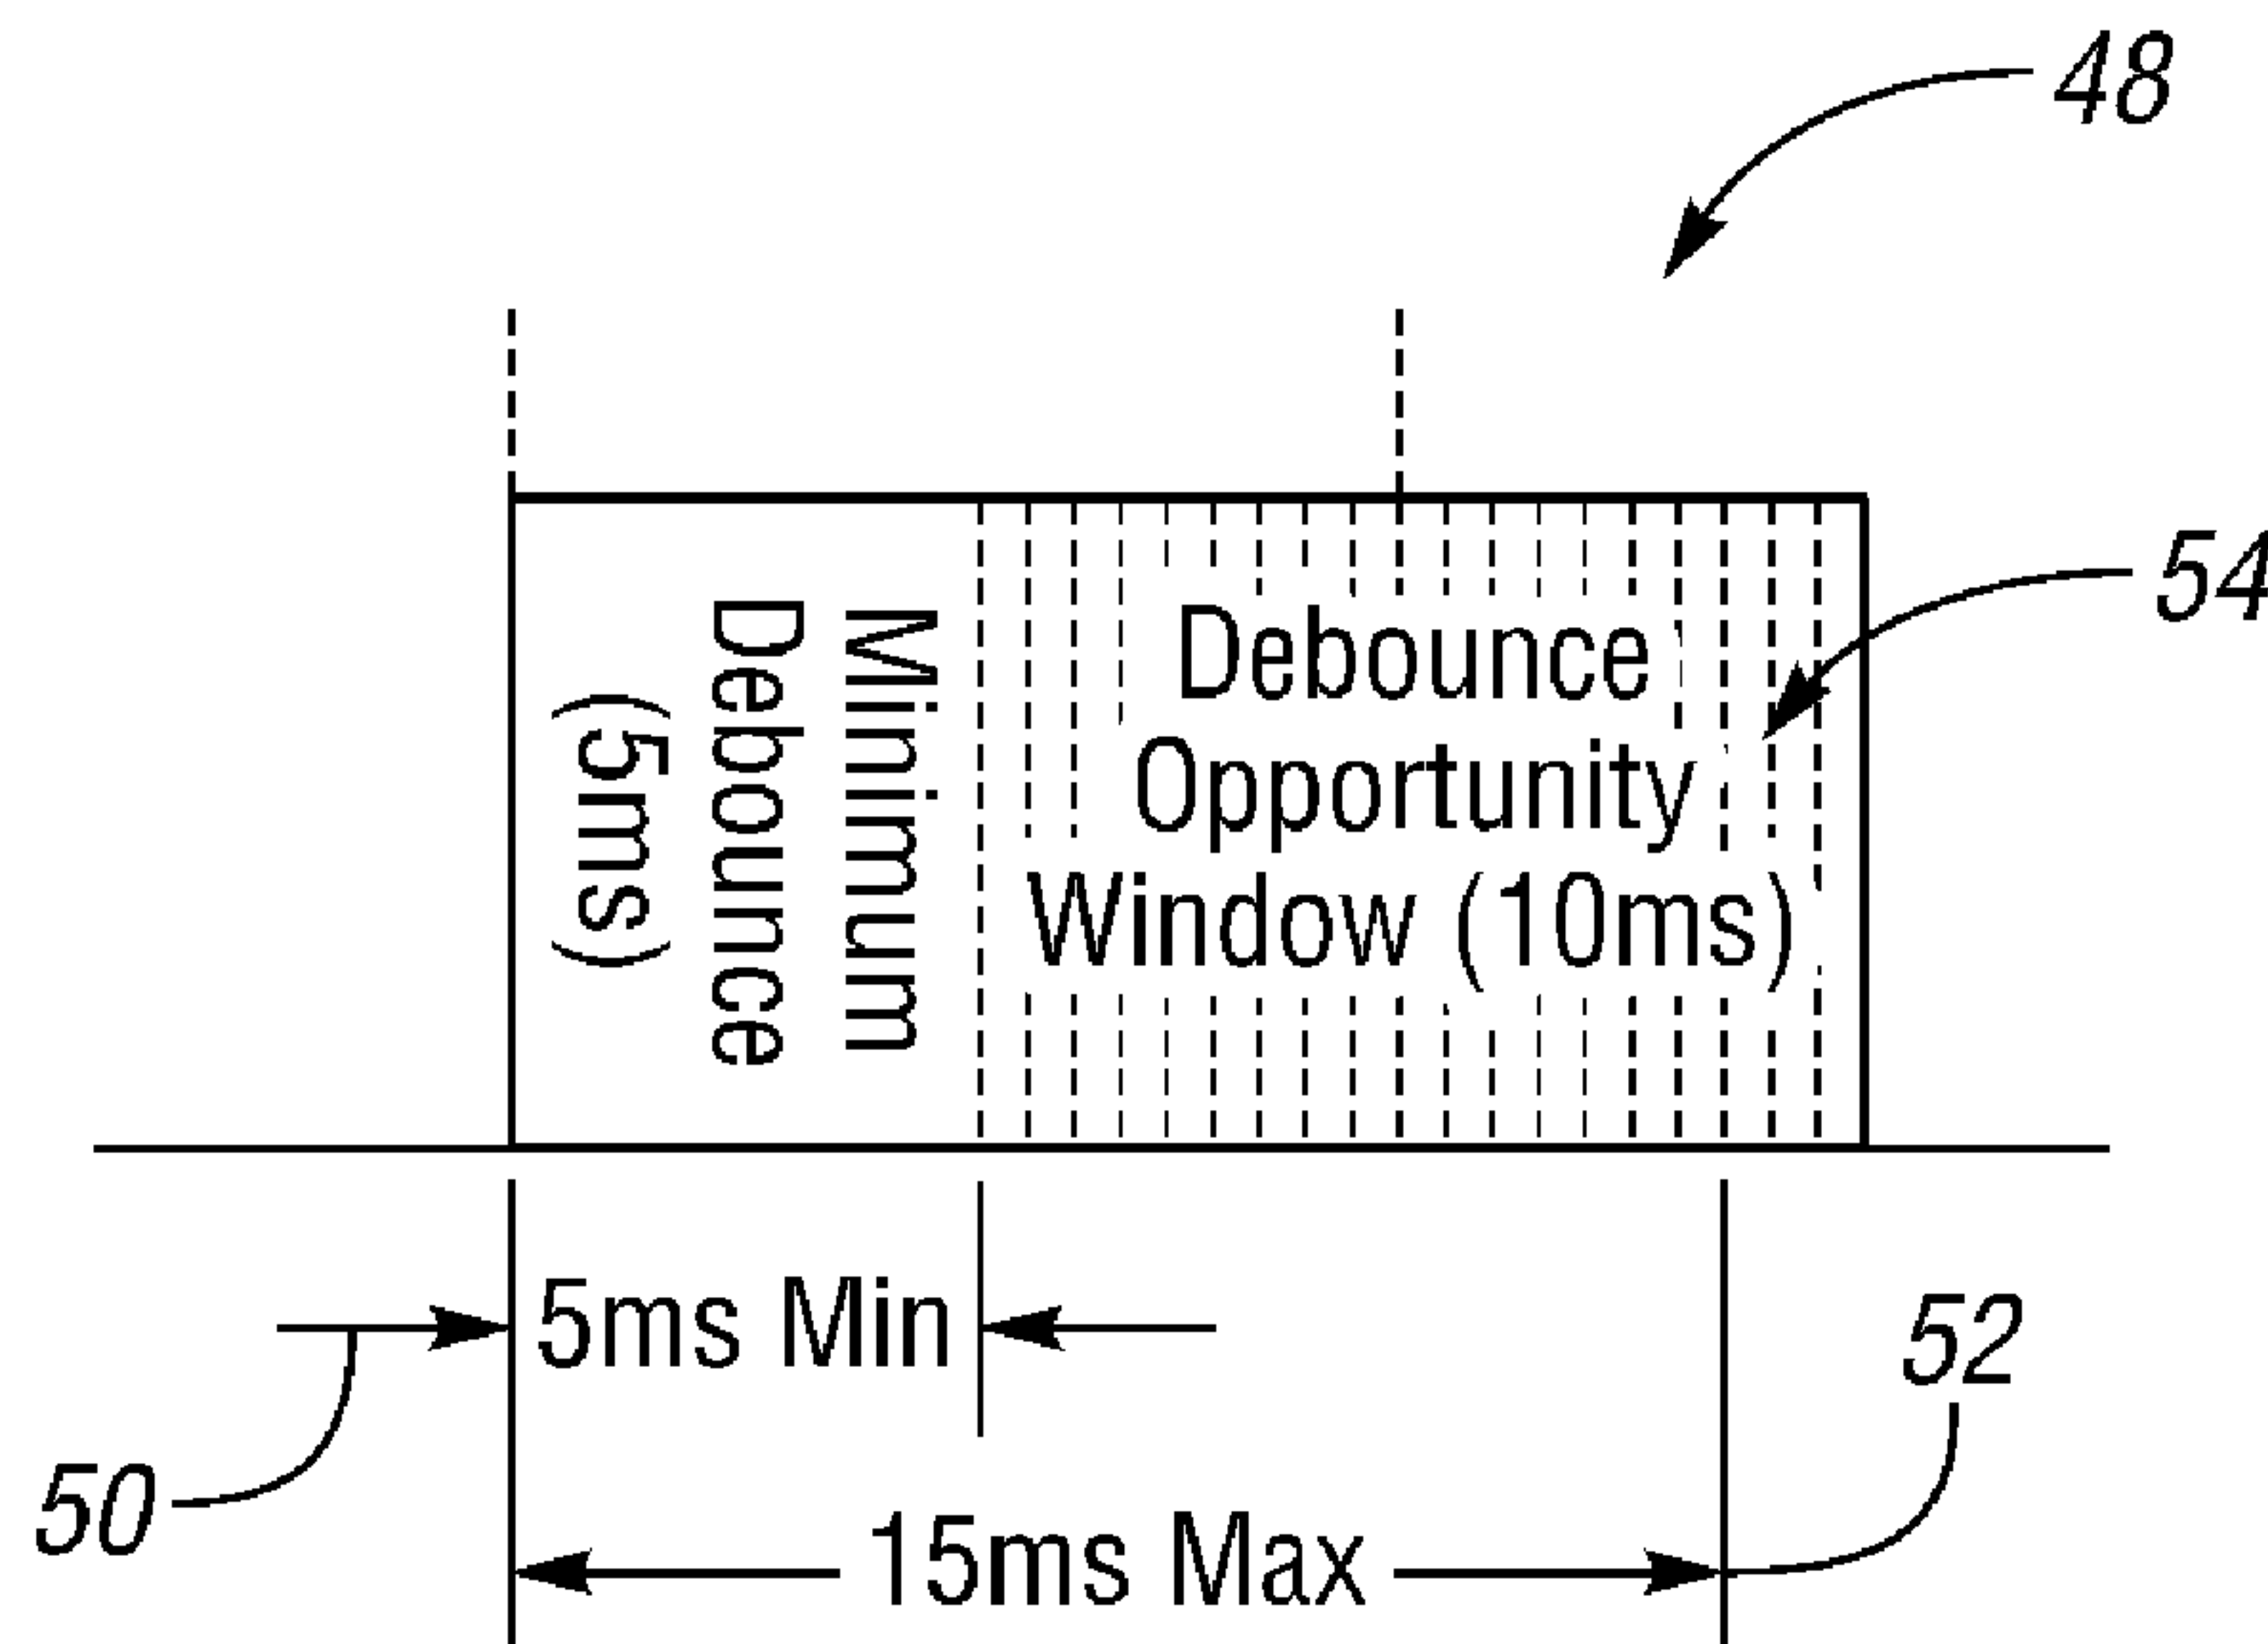 48
54
Minimum
Debounce
(5ms)
Debounce
Opportunity
Window (10ms)
5ms Min
52
50
15ms Max